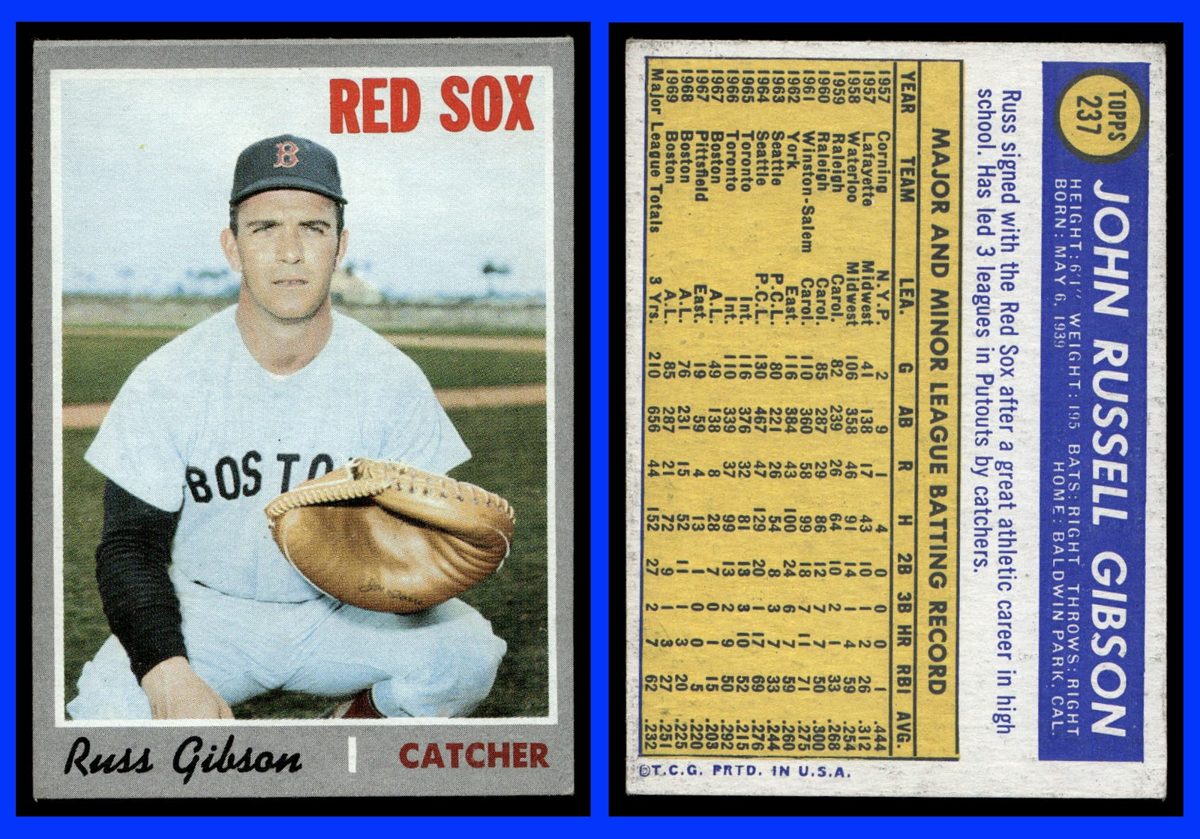 RED SOX
B
BOSTO
Russ Gibson | CATCHER
TOPPS
237
JOHN RUSSELL GIBSON
HEIGHT: 6'1" WEIGHT: 195 BATS: RIGHT THROWS: RIGHT
BORN: MAY 6, 1939 HOME: BALDWIN PARK, CAL.
Russ signed with the Red Sox after a great athletic career in high
school. Has led 3 leagues in Putouts by catchers.
MAJOR AND MINOR LEAGUE BATTING RECORD
YEAR TEAM LEA. G AB R H 2B 3B HR RBI AVG.
1957 Corning N.Y.P. 2 9 1 4 0 0 0 1 .444
1957 Lafayette Midwest 41 138 17 43 10 1 2 26 .312
1958 Waterloo Midwest 106 358 46 91 14 1 4 59 .254
1959 Raleigh Carol. 82 239 26 64 10 2 1 34 .268
1960 Raleigh Carol. 85 287 29 86 12 1 7 50 .300
1961 Winston-Salem Carol. 110 360 58 99 18 7 11 71 .275
1962 York East. 116 384 43 100 24 6 7 59 .260
1963 Seattle P.C.L. 80 221 26 54 8 2 3 33 .244
1964 Seattle P.C.L. 130 467 47 129 20 1 17 69 .276
1965 Toronto Int. 116 376 32 81 13 3 10 52 .215
1966 Toronto Int. 110 339 37 99 13 2 5 50 .292
1967 Boston A.L. 49 138 8 28 7 0 1 15 .203
1967 Pittsfield East. 19 59 4 13 1 0 0 5 .220
1968 Boston A.L. 76 231 15 52 11 1 3 20 .225
1969 Boston A.L. 85 287 21 72 9 1 3 27 .251
Major League Totals 3 Yrs. 210 656 44 152 27 2 7 62 .232
©T.C.G. PRTD. IN U.S.A.